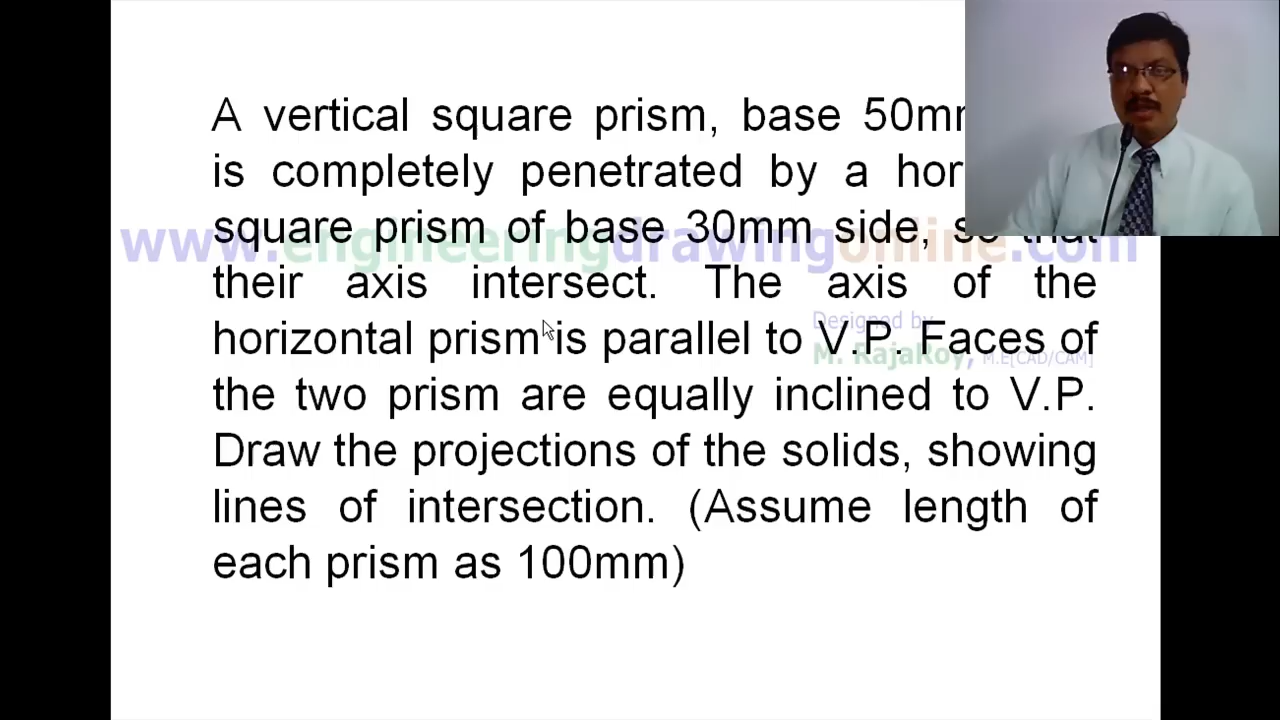 A vertical square prism, base 50mm
is completely penetrated by a
square prism of base 30mm side, so that
www.engineeringdrawingonline.com
their axis intersect. The axis of the
Designed by
horizontal prism is parallel to V.P. Faces of
M. RajaRoy, M.E[CAD/CAM]
the two prism are equally inclined to V.P.
Draw the projections of the solids, showing
lines of intersection. (Assume length of
each prism as 100mm)